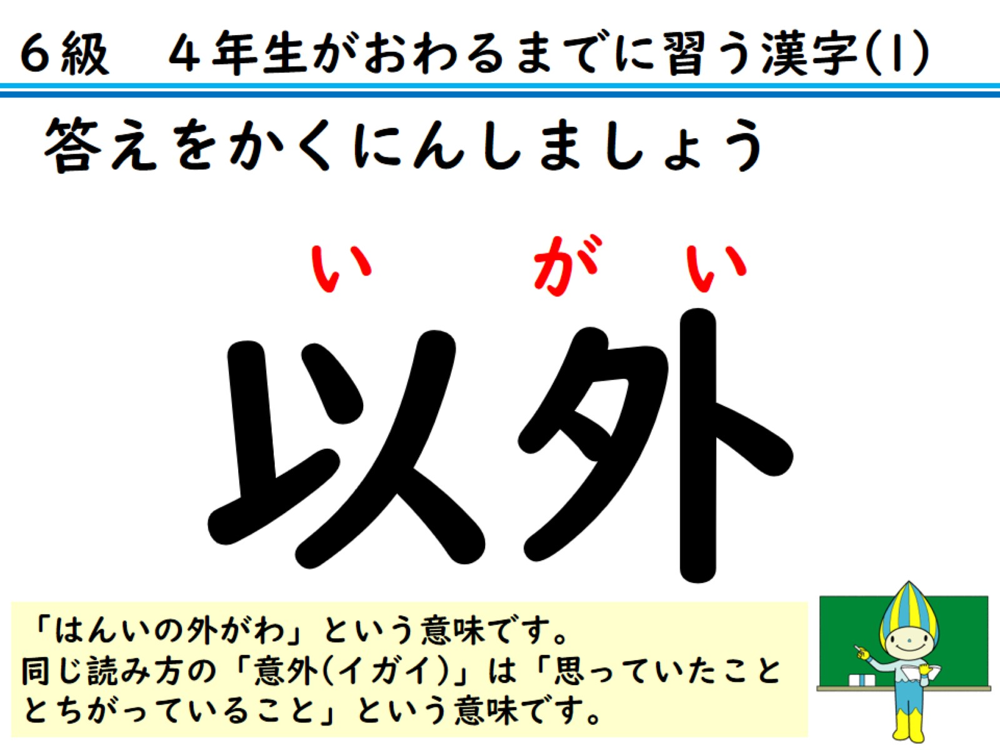 6級　4年生がおわるまでに習う漢字(1)
答えをかくにんしましょう
い　がい
以外
「はんいの外がわ」という意味です。
同じ読み方の「意外(イガイ)」は「思っていたこと
とちがっていること」という意味です。